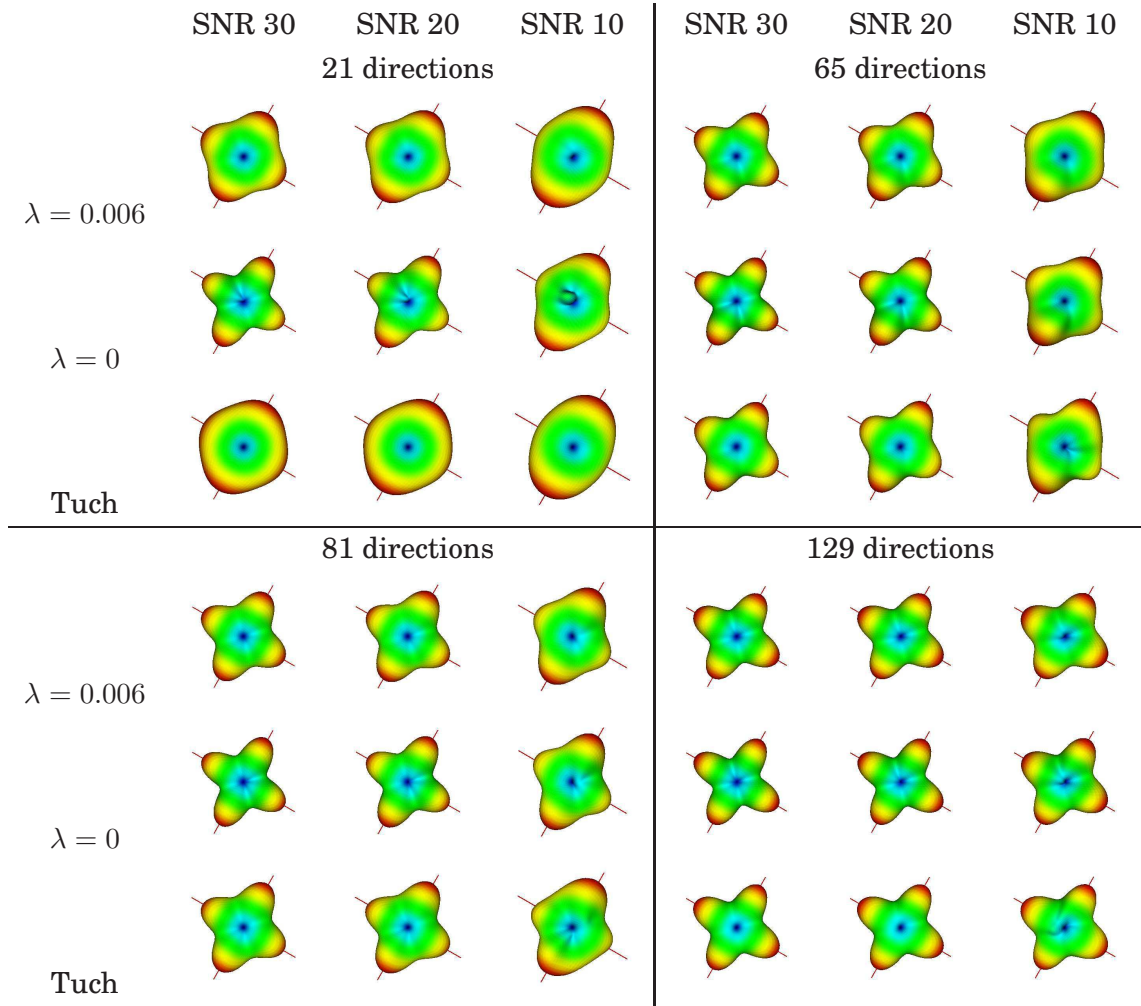 SNR 30 SNR 20 SNR 10 SNR 30 SNR 20 SNR 10
21 directions 65 directions
λ = 0.006
λ = 0
Tuch
81 directions 129 directions
λ = 0.006
λ = 0
Tuch